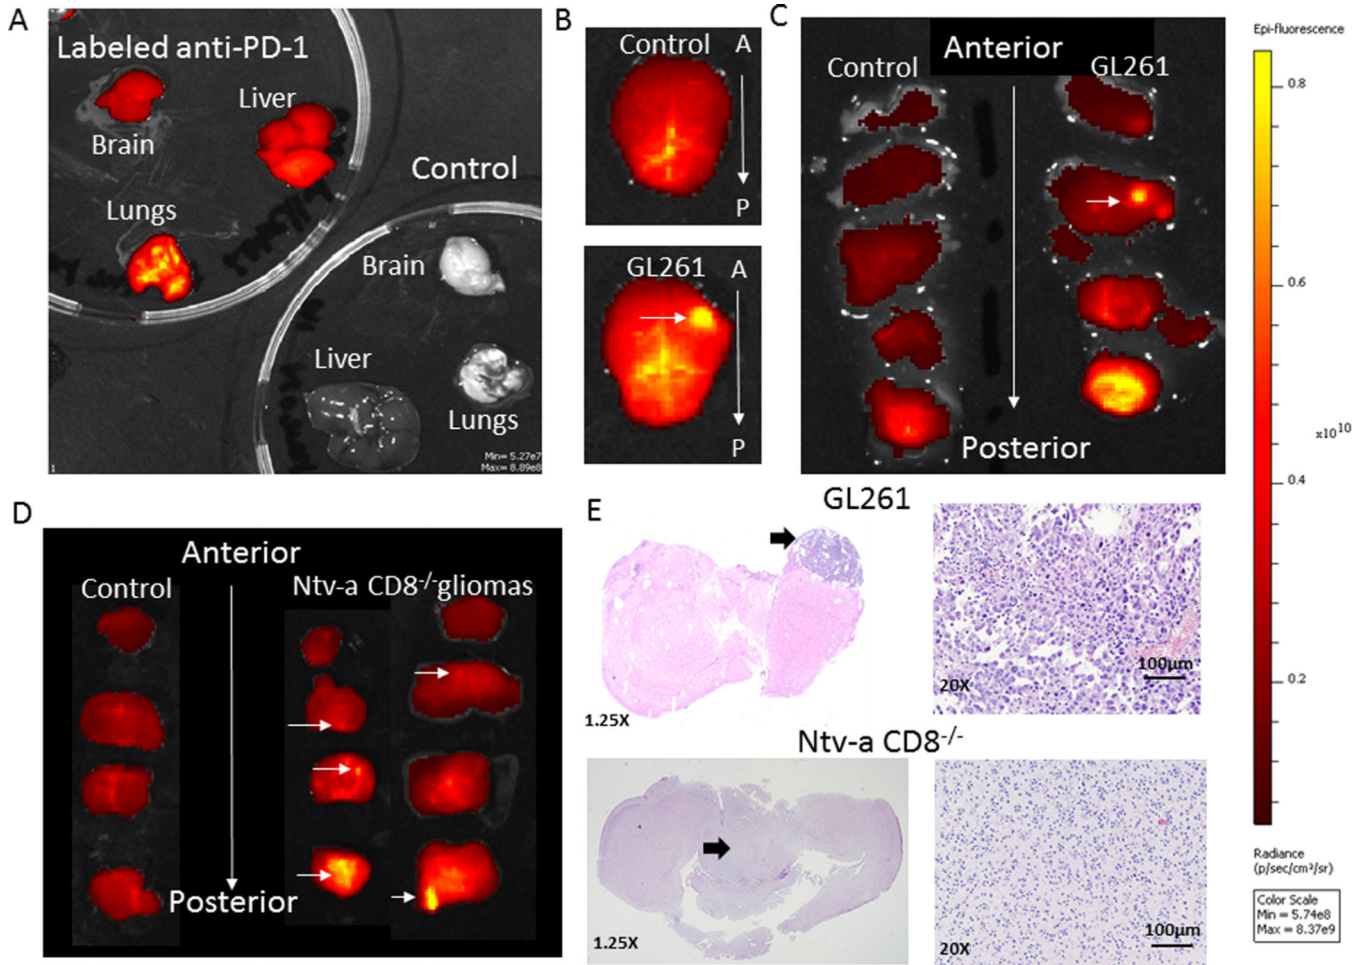 A
Labeled anti-PD-1
Brain
Liver
Lungs
Control
Brain
Liver
Lungs
1
Min= 5.27e7
Max= 8.89e8
B
Control
A
P
GL261
A
P
C
Anterior
Control
GL261
Posterior
Epi-fluorescence
0.8
0.6
x10^10
0.4
0.2
Radiance
(p/sec/cm²/sr)
Color Scale
Min = 5.74e8
Max = 8.37e9
D
Anterior
Control
Ntv-a CD8-/-gliomas
Posterior
E
GL261
1.25X
20X
100µm
Ntv-a CD8-/-
1.25X
20X
100µm